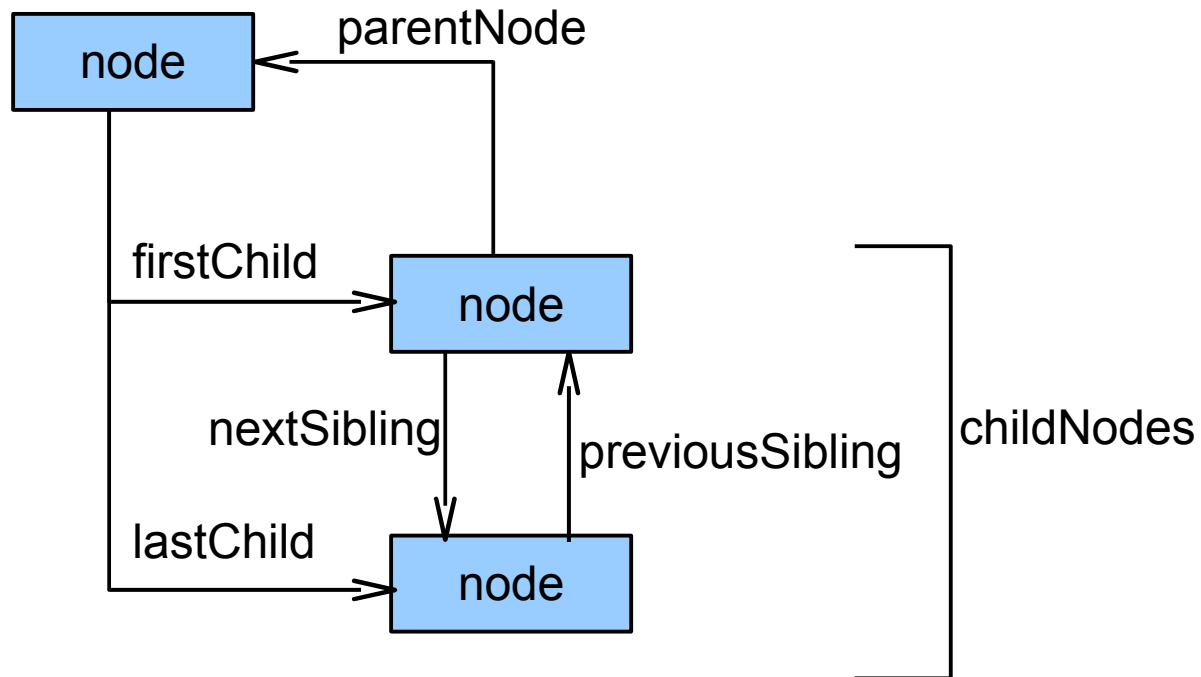 parentNode
node
firstChild
node
nextSibling
previousSibling
childNodes
lastChild
node